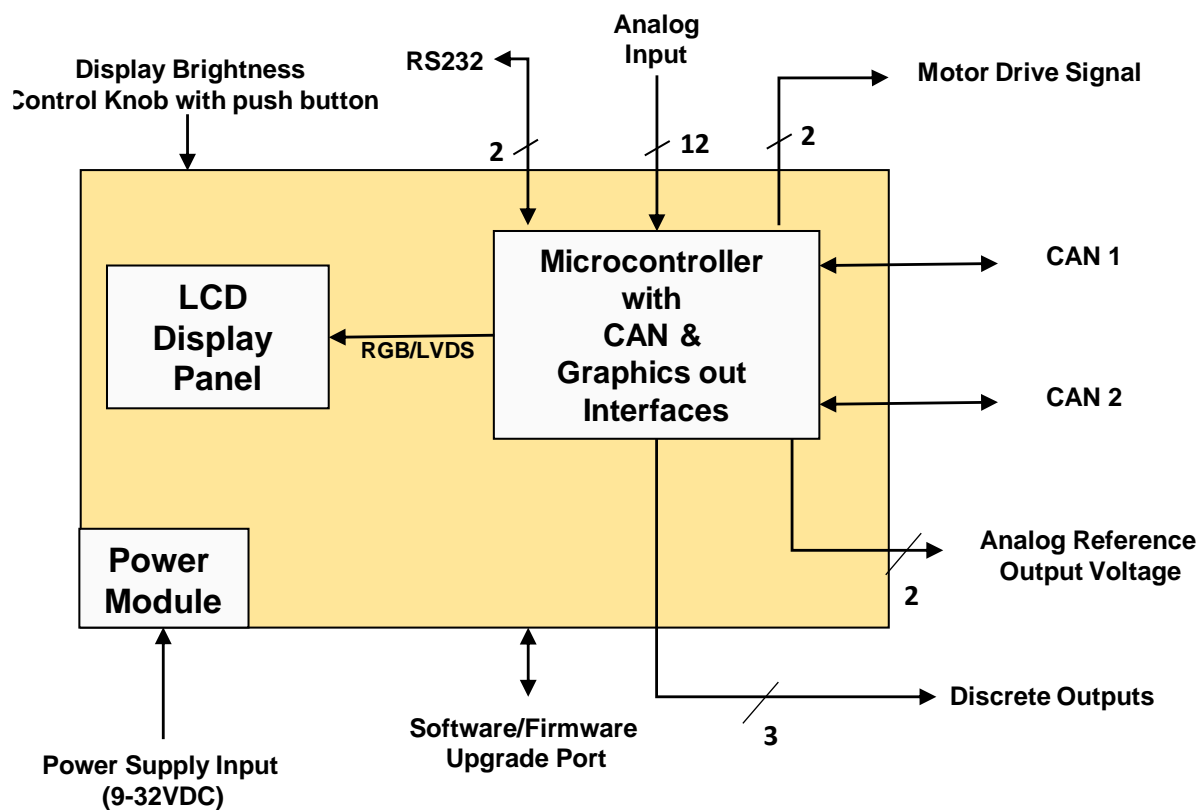 Analog
Input
RS232
Motor Drive Signal
Display Brightness
Control Knob with push button
2
12
2
Microcontroller
with
CAN &
Graphics out
Interfaces
CAN 1
LCD
Display
Panel
RGB/LVDS
CAN 2
Power
Module
Analog Reference
Output Voltage
2
Discrete Outputs
3
Software/Firmware
Upgrade Port
Power Supply Input
(9-32VDC)